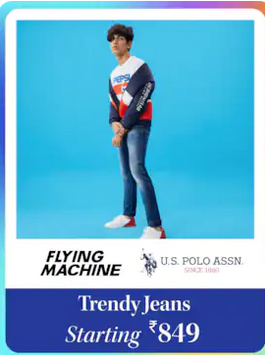 PEPSI
FLYING
MACHINE
U.S. POLO ASSN.
SINCE 1890
Trendy Jeans
Starting ₹849